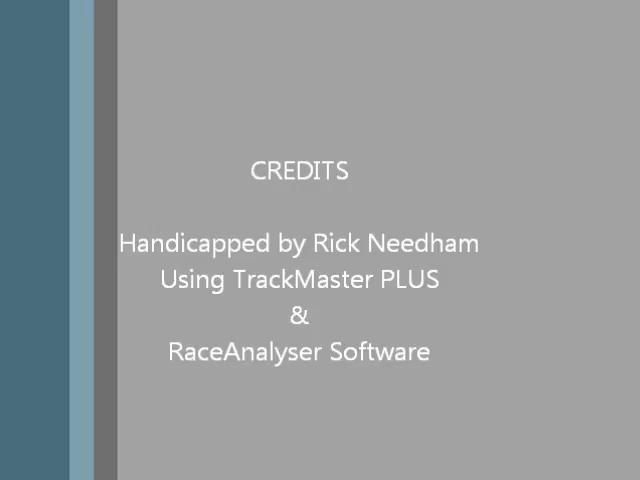 CREDITS
Handicapped by Rick Needham
Using TrackMaster PLUS
&
RaceAnalyser Software